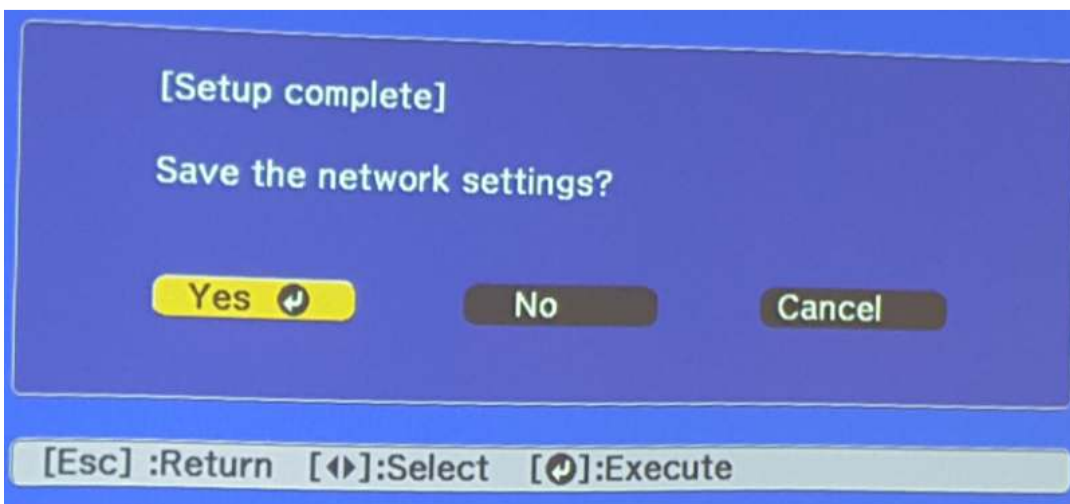 [Setup complete]
Save the network settings?
Yes No Cancel
[Esc] :Return [◀▶]:Select [↵]:Execute